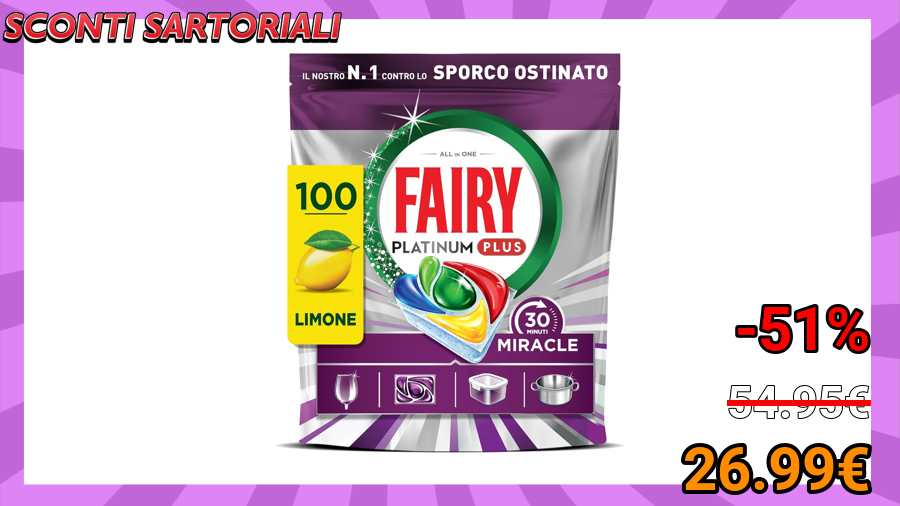 SCONTI SARTORIALI
IL NOSTRO N.1 CONTRO LO SPORCO OSTINATO
ALL IN ONE
FAIRY
PLATINUM PLUS
100
LIMONE
30
MINUTI
MIRACLE
-51%
54.95€
26.99€